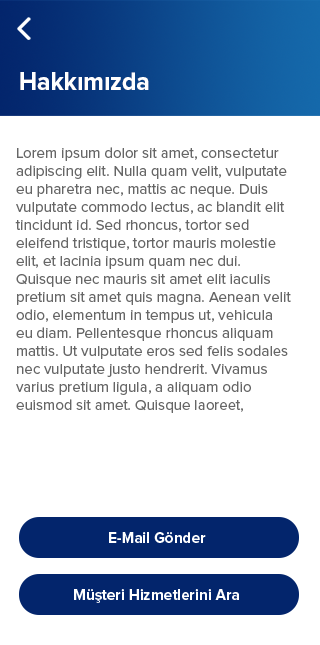 Hakkımızda
Lorem ipsum dolor sit amet, consectetur
adipiscing elit. Nulla quam velit, vulputate
eu pharetra nec, mattis ac neque. Duis
vulputate commodo lectus, ac blandit elit
tincidunt id. Sed rhoncus, tortor sed
eleifend tristique, tortor mauris molestie
elit, et lacinia ipsum quam nec dui.
Quisque nec mauris sit amet elit iaculis
pretium sit amet quis magna. Aenean velit
odio, elementum in tempus ut, vehicula
eu diam. Pellentesque rhoncus aliquam
mattis. Ut vulputate eros sed felis sodales
nec vulputate justo hendrerit. Vivamus
varius pretium ligula, a aliquam odio
euismod sit amet. Quisque laoreet,
E-Mail Gönder
Müşteri Hizmetlerini Ara